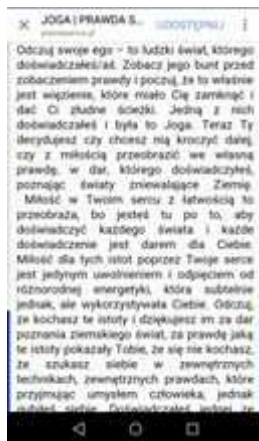 JOGA | PRAWDA S... UDOSTĘPNIJ
Odczuj swoje ego – to ludzki świat, którego
doświadczałeś/aś. Zobacz jego bunt przed
zobaczeniem prawdy i poczuj, że to właśnie
jest więzienie, które miało Cię zamknąć i
dać Ci złudne ścieżki. Jedną z nich
doświadczałeś i była to Joga. Teraz Ty
decydujesz czy chcesz nią kroczyć dalej,
czy z miłością przeobrazić we własną
prawdę, w dar, którego doświadczyłeś,
poznając światy zniewalające Ziemię.
Miłość w Twoim sercu z łatwością to
przeobraża, bo jesteś tu po to, aby
doświadczyć każdego świata i każde
doświadczenie jest darem dla Ciebie.
Miłość dla tych istot poprzez Twoje serce
jest jedynym uwolnieniem i odpięciem od
różnorodnej energetyki, która subtelnie
jednak, ale wykorzystywała Ciebie. Odczuj,
że kochasz te istoty i dziękujesz im za dar
poznania ziemskiego świat, za prawdę jaką
te istoty pokazały Tobie, że się nie kochasz,
że szukasz siebie w zewnętrznych
technikach, zewnętrznych prawdach, które
przyjmując umysłem człowieka, jednak
gubiłeś siebie. Doświadczałeś jednej ze